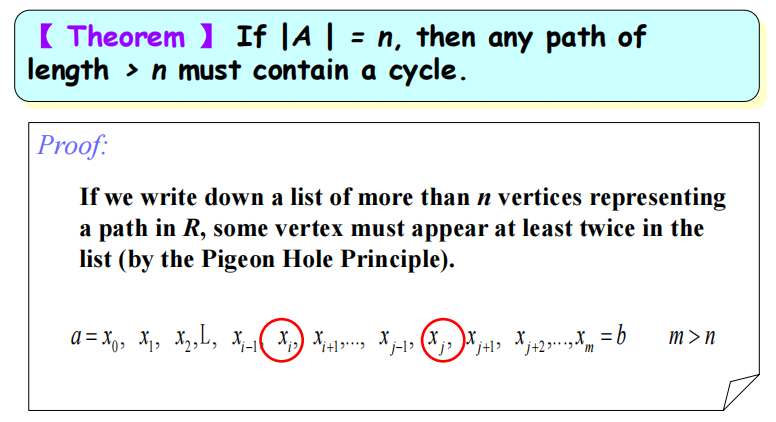 【 Theorem 】 If |A | = n, then any path of
length > n must contain a cycle.
Proof:
If we write down a list of more than n vertices representing
a path in R, some vertex must appear at least twice in the
list (by the Pigeon Hole Principle).
a = x₀, x₁, x₂,L, xᵢ₋₁, xᵢ, xᵢ₊₁,..., xⱼ₋₁, xⱼ, xⱼ₊₁, xⱼ₊₂,...,xₘ = b m > n